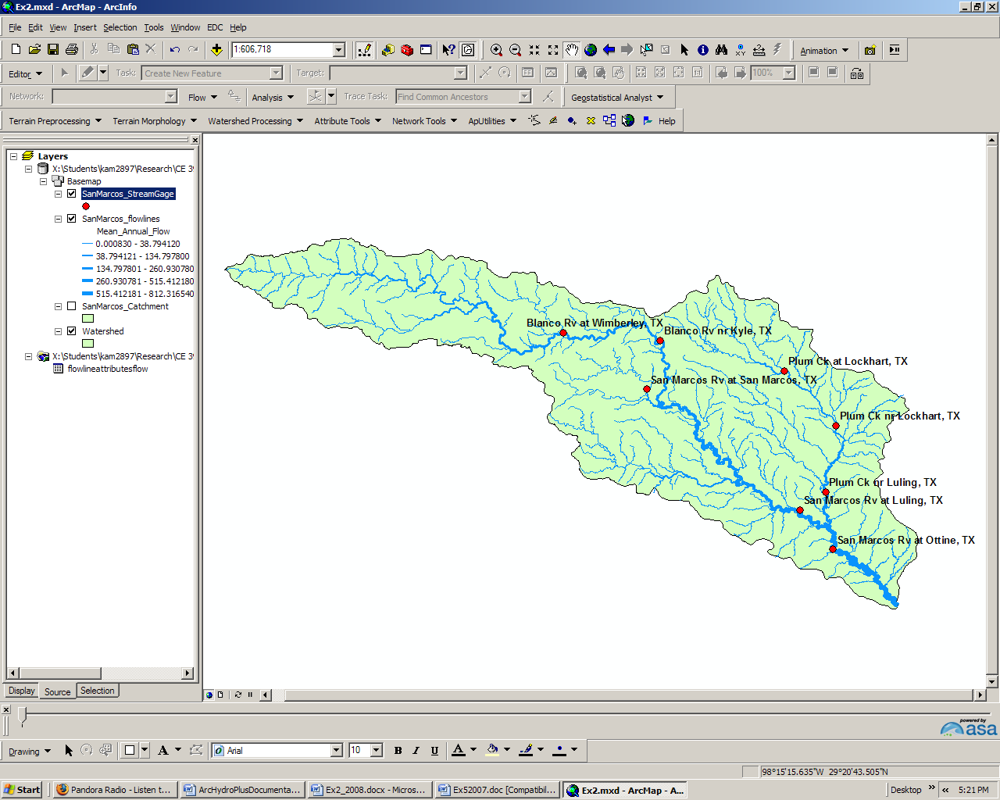 Ex2.mxd - ArcMap - ArcInfo
File Edit View Insert Selection Tools Window EDC Help
1:606,718
Animation
Editor Task: Create New Feature Target: 100%
Network: Flow Analysis Trace Task: Find Common Ancestors Geostatistical Analyst
Terrain Preprocessing Terrain Morphology Watershed Processing Attribute Tools Network Tools ApUtilities Help
Layers
X:\Students\kam2897\Research\CE 39
Basemap
SanMarcos_StreamGage
SanMarcos_flowlines
Mean_Annual_Flow
0.000830 - 38.794120
38.794121 - 134.797800
134.797801 - 260.930780
260.930781 - 515.412180
515.412181 - 812.316540
SanMarcos_Catchment
Watershed
X:\Students\kam2897\Research\CE 39
flowlineattributesflow
Blanco Rv at Wimberley, TX
Blanco Rv nr Kyle, TX
Plum Ck at Lockhart, TX
San Marcos Rv at San Marcos, TX
Plum Ck nr Lockhart, TX
Plum Ck nr Luling, TX
San Marcos Rv at Luling, TX
San Marcos Rv at Ottine, TX
Display Source Selection
powered by
asa
Drawing A Arial 10 B I U A
98°15'15.635"W 29°20'43.505"N
Start Pandora Radio - Listen t... ArcHydroPlusDocumenta... Ex2_2008.docx - Micros... Ex52007.doc [Compatibil... Ex2.mxd - ArcMap - A... Desktop 5:21 PM